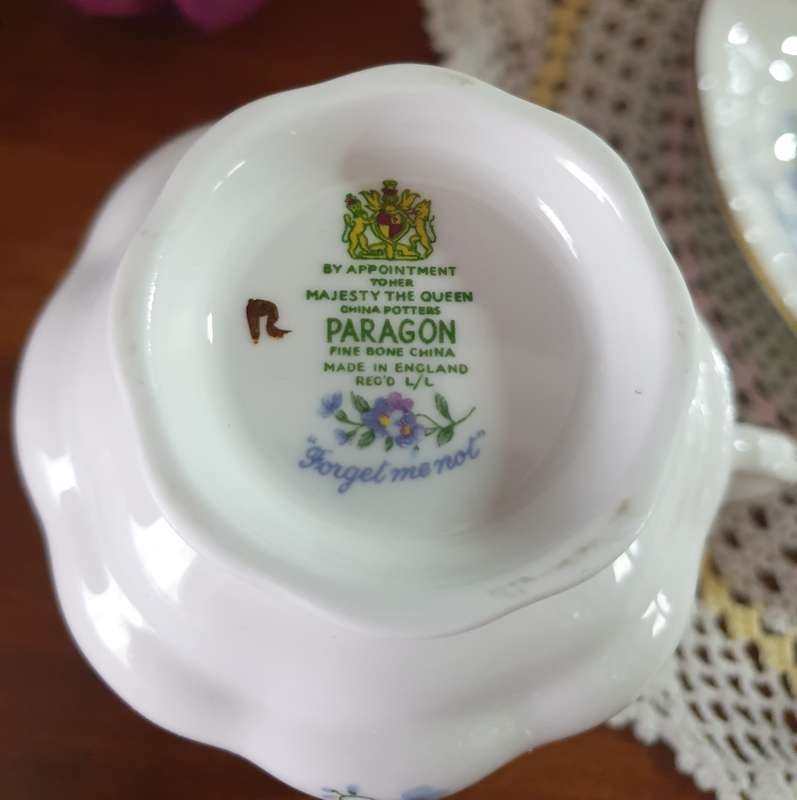 BY APPOINTMENT
TO HER
MAJESTY THE QUEEN
CHINA POTTERS
PARAGON
FINE BONE CHINA
MADE IN ENGLAND
REG'D L/L
"Forget me not"
R